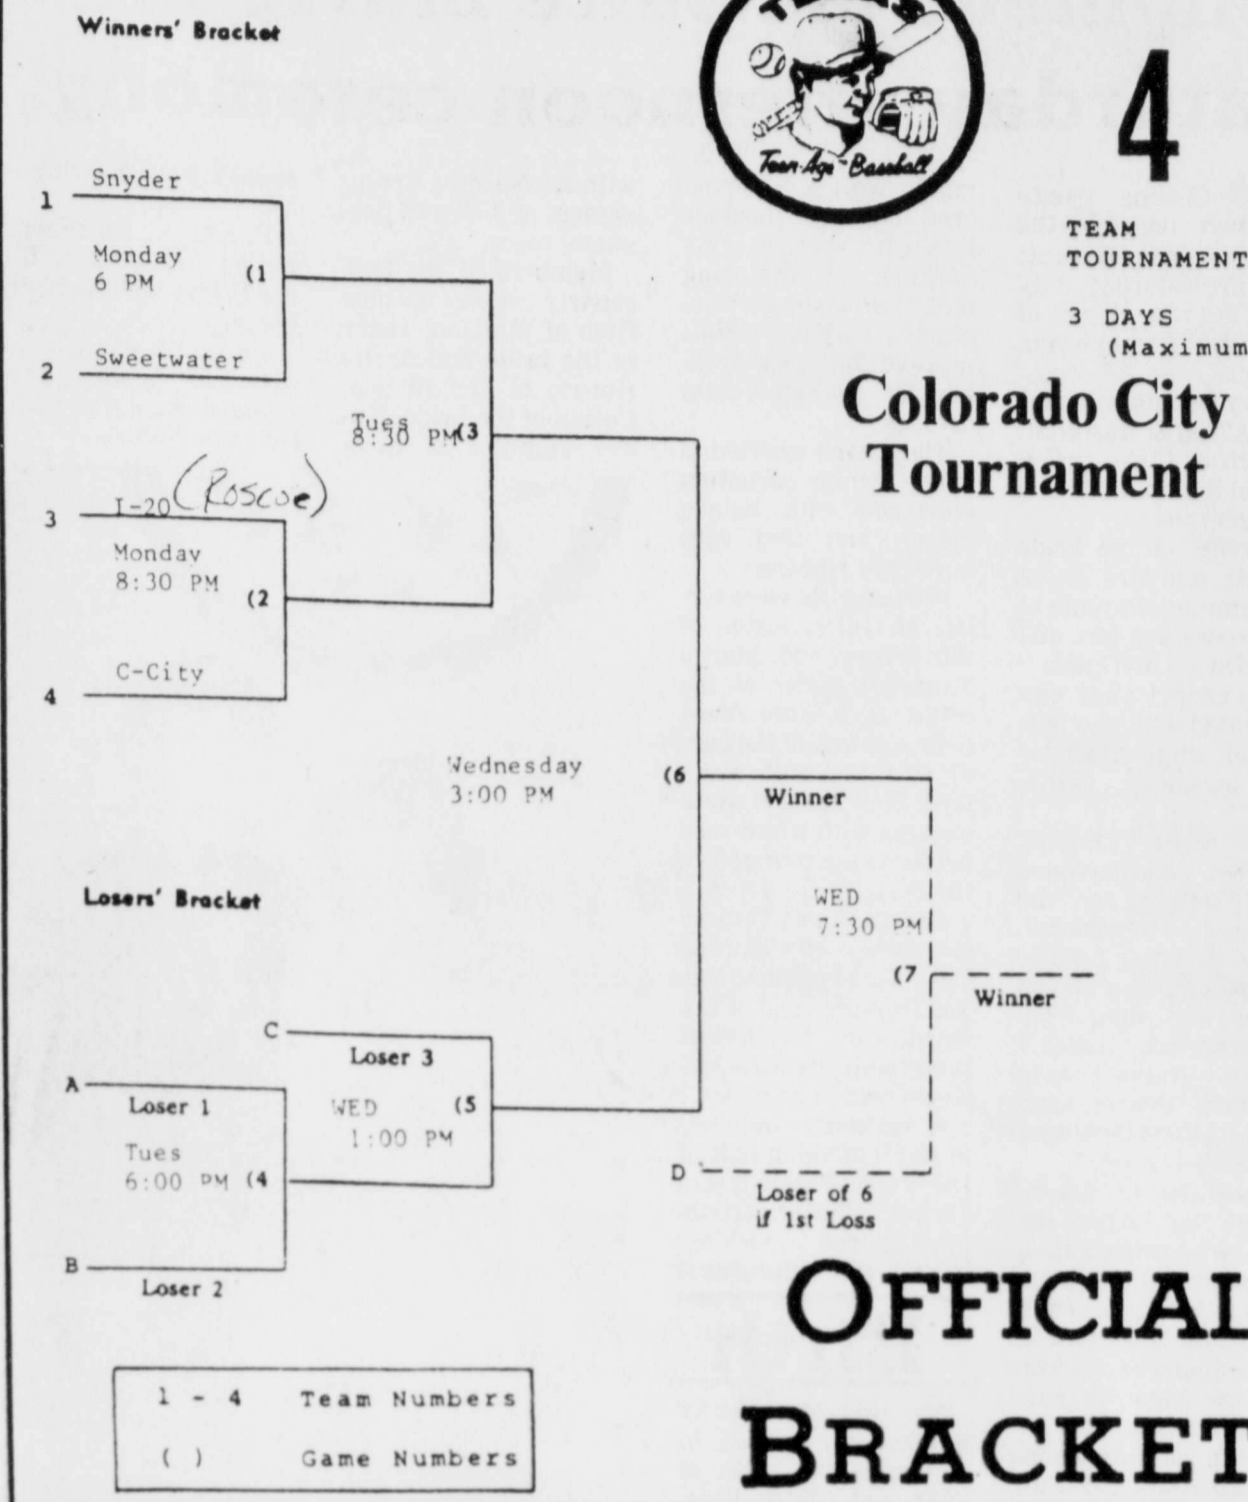 Winners' Bracket
Teen-Age Baseball
4
TEAM
TOURNAMENT
3 DAYS
(Maximum
Colorado City
Tournament
1 Snyder
Monday
6 PM (1
2 Sweetwater
Tues
8:30 PM (3
3 I-20 (Roscoe)
Monday
8:30 PM
(2
C-City
4
Wednesday
3:00 PM
(6
Winner
WED
7:30 PM
(7
Winner
Losers' Bracket
C
Loser 3
A
Loser 1
WED (5
1:00 PM
Tues
6:00 PM (4
B
Loser 2
D
Loser of 6
if 1st Loss
OFFICIAL
BRACKET
1 - 4 Team Numbers
( ) Game Numbers